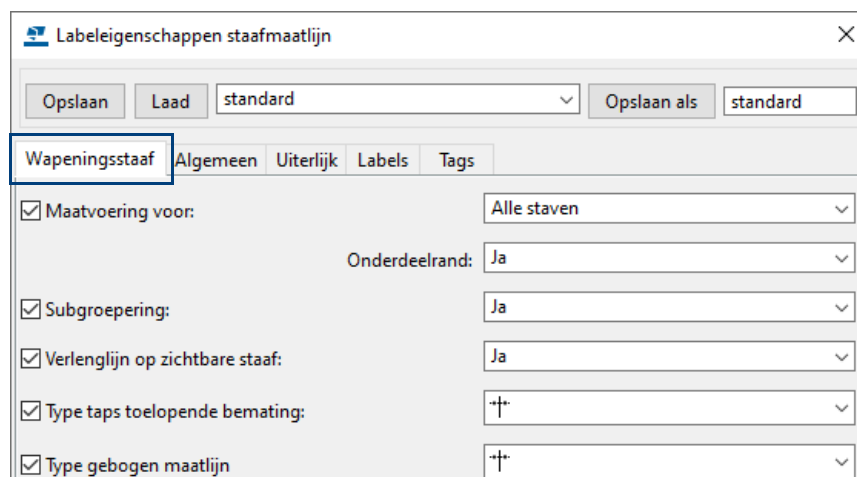 Labeleigenschappen staafmaatlijn
Opslaan Laad standard Opslaan als standard
Wapeningsstaaf Algemeen Uiterlijk Labels Tags
Maatvoering voor: Alle staven
Onderdeelrand: Ja
Subgroepering: Ja
Verlenglijn op zichtbare staaf: Ja
Type taps toelopende bemating:
Type gebogen maatlijn